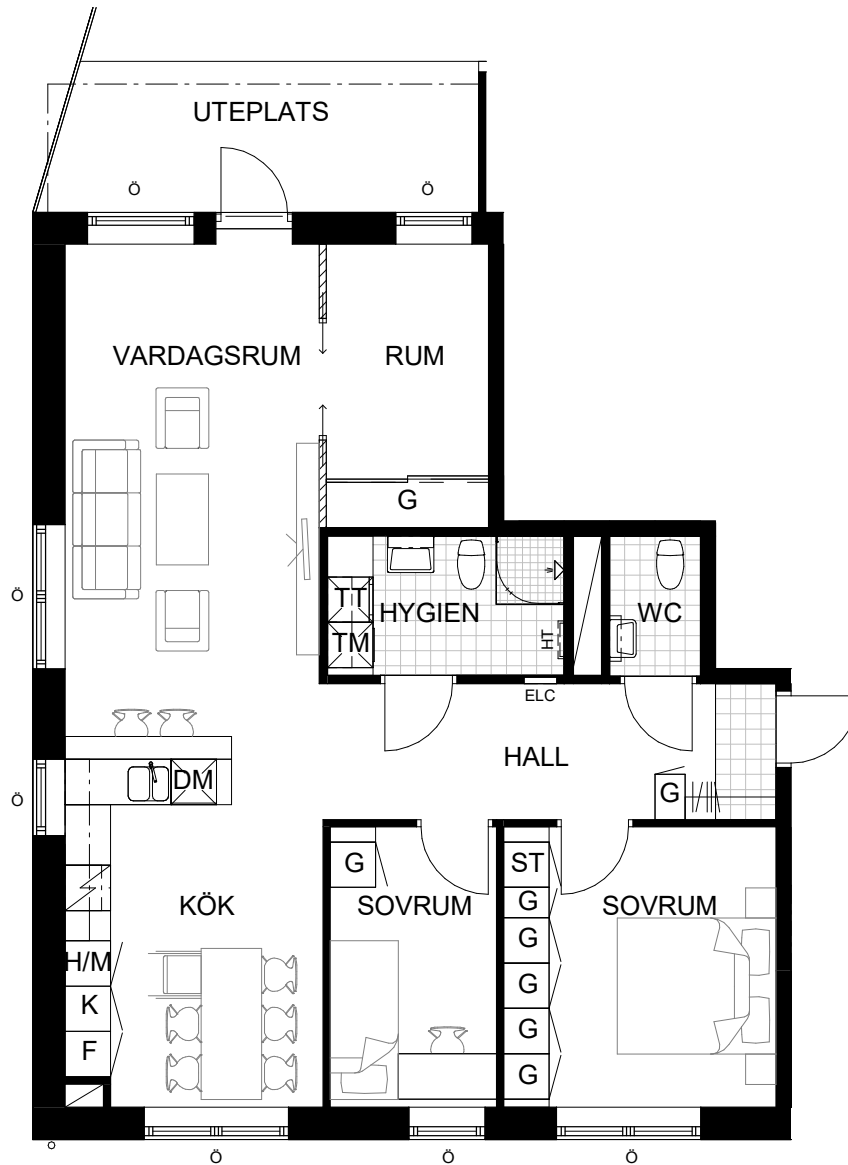 UTEPLATS
Ö Ö
VARDAGSRUM RUM
G
Ö
TT HYGIEN WC
TM HT
ELC
HALL
DM
Ö
G
G ST
KÖK SOVRUM G SOVRUM
G
H/M
G
K
G
F
G
Ö Ö Ö